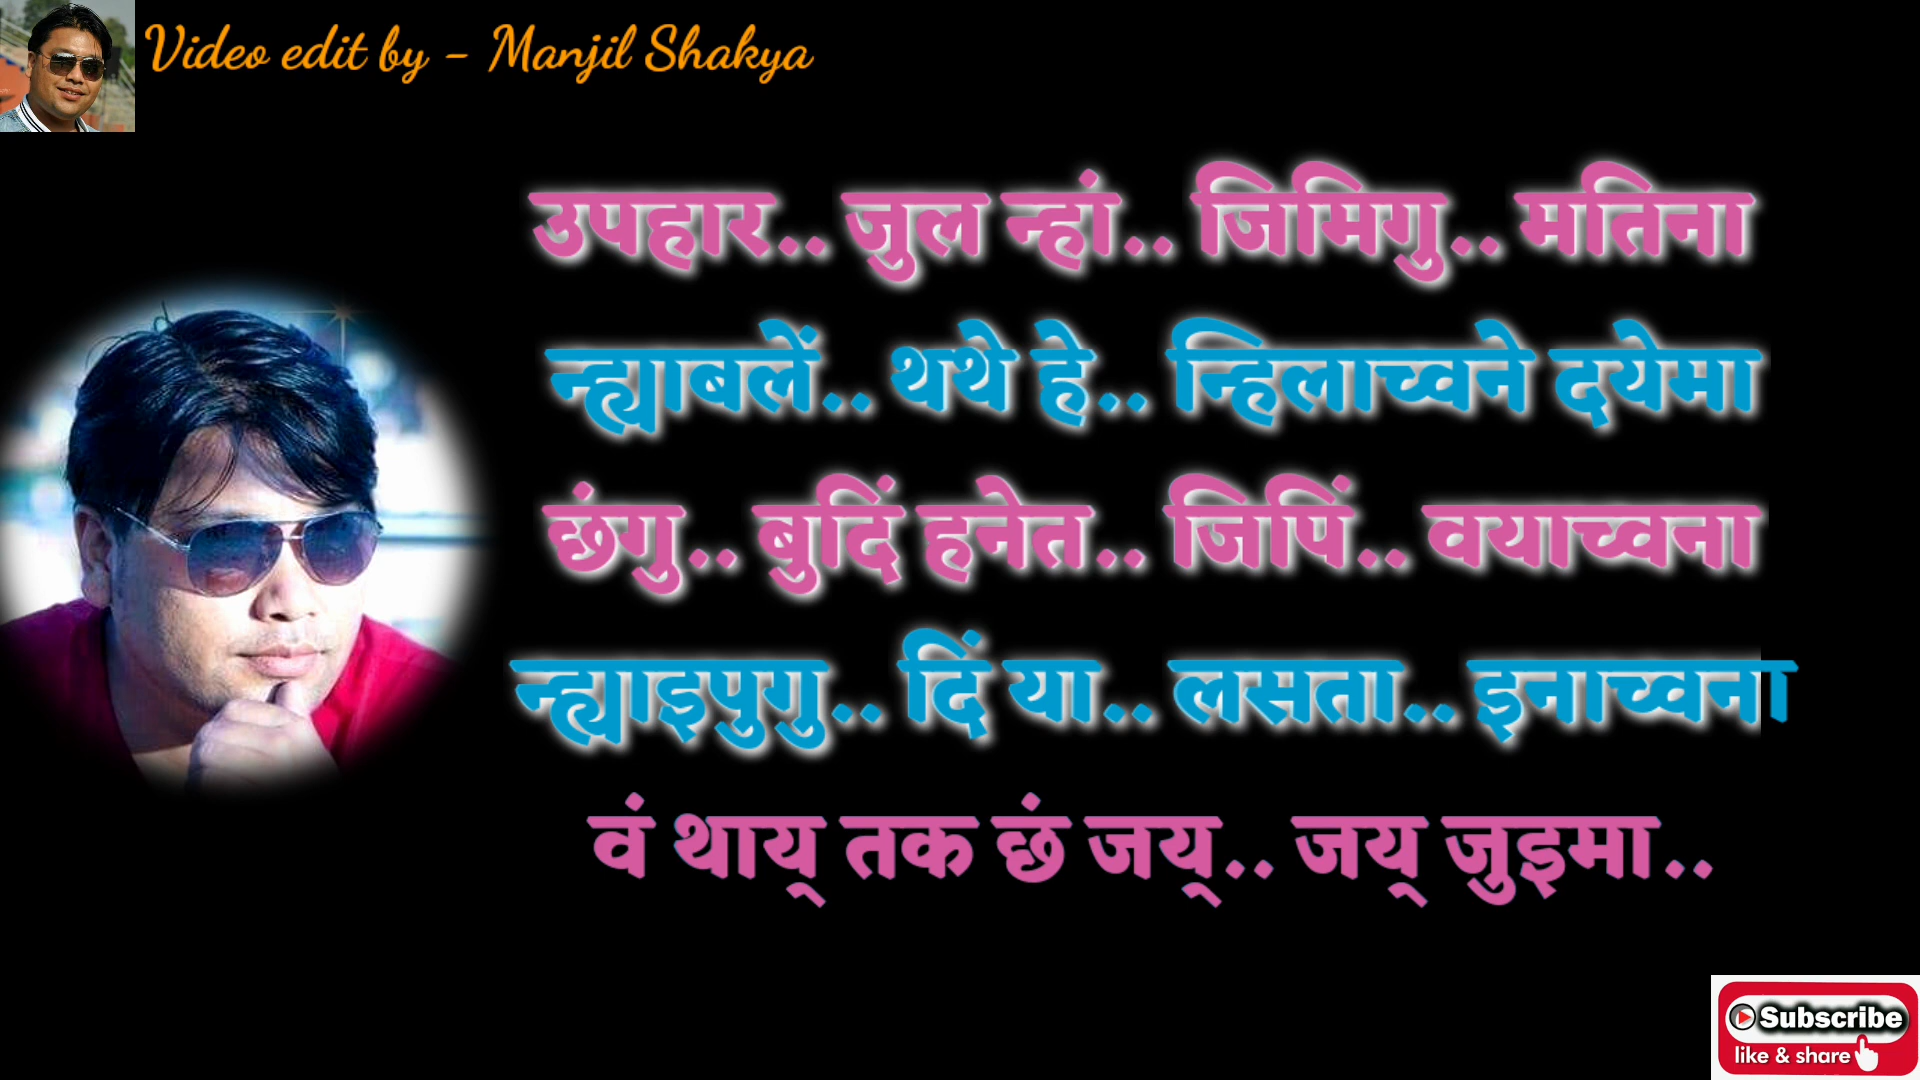 Video edit by - Manjil Shakya
उपहार.. जुल न्हां.. जिमिगु.. मतिना
न्ह्याबलें.. थथे हे.. न्हिलाच्वने दयेमा
छंगु.. बुदिं हनेत.. जिपिं.. वयाच्वना
न्ह्याइपुगु.. दिं या.. लसता.. इनाच्वना
वं थाय् तक छं जय्.. जय् जुइमा..
Subscribe
like & share